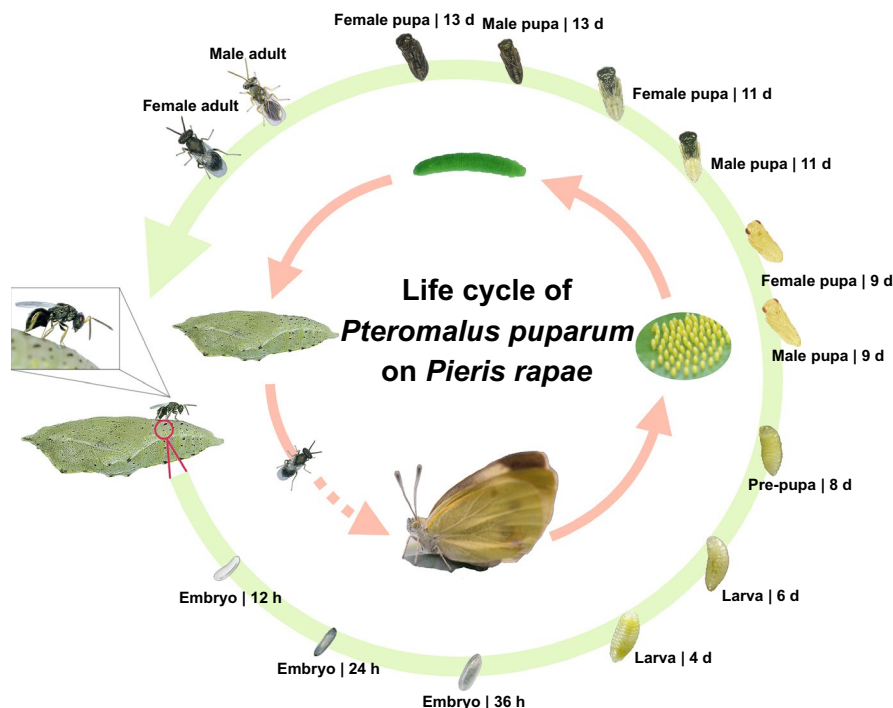 Female pupa | 13 d
Male pupa | 13 d
Male adult
Female adult
Female pupa | 11 d
Male pupa | 11 d
Female pupa | 9 d
Male pupa | 9 d
Life cycle of
Pteromalus puparum
on Pieris rapae
Pre-pupa | 8 d
Larva | 6 d
Larva | 4 d
Embryo | 12 h
Embryo | 24 h
Embryo | 36 h